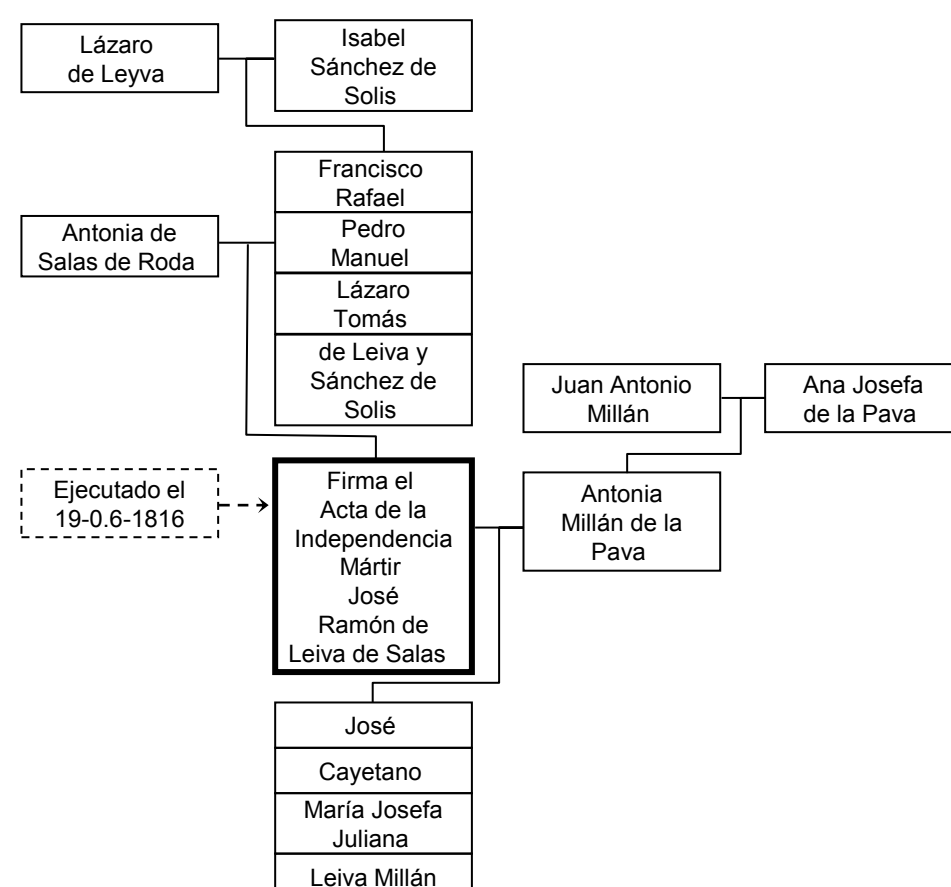 Lázaro
de Leyva
Isabel
Sánchez de
Solis
Francisco
Rafael
Antonia de
Salas de Roda
Pedro
Manuel
Lázaro
Tomás
de Leiva y
Sánchez de
Solis
Juan Antonio
Millán
Ana Josefa
de la Pava
Ejecutado el
19-0.6-1816
Firma el
Acta de la
Independencia
Mártir
José
Ramón de
Leiva de Salas
Antonia
Millán de la
Pava
José
Cayetano
María Josefa
Juliana
Leiva Millán